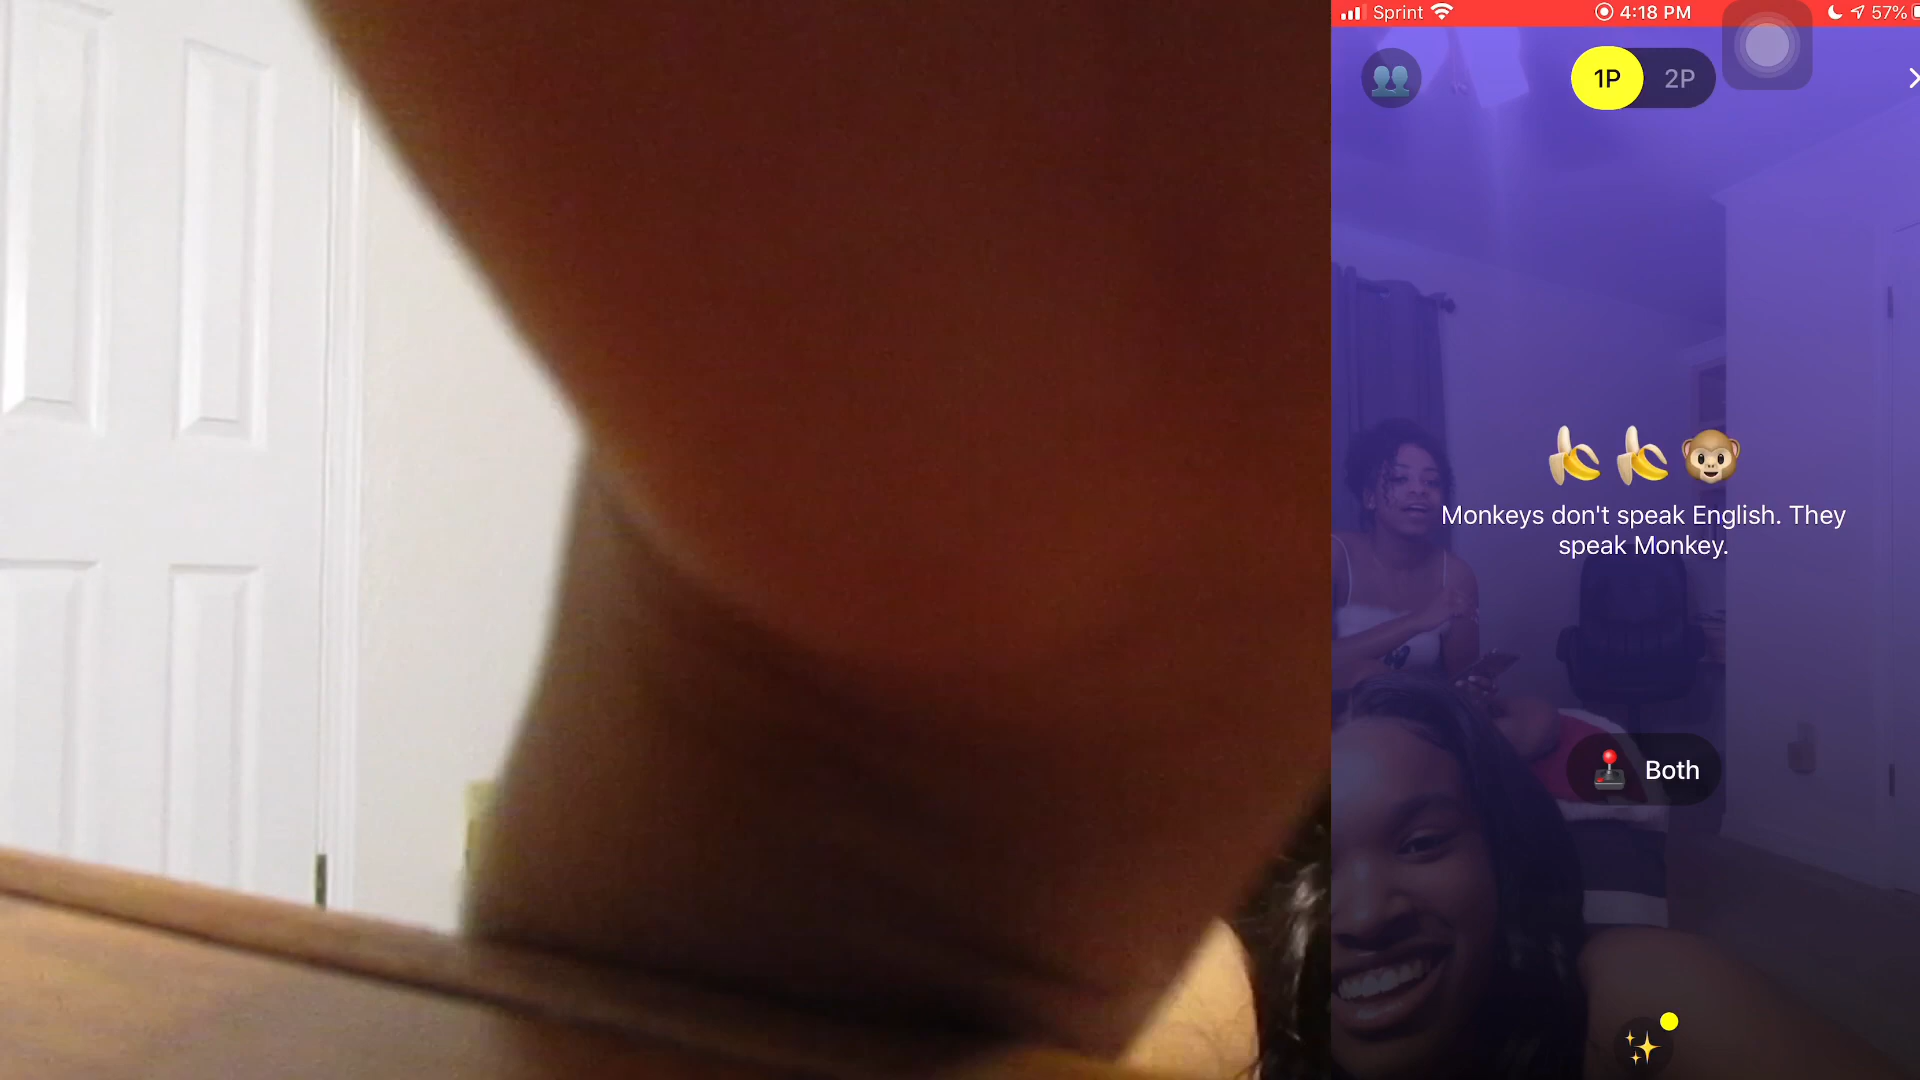 Sprint 4:18 PM 57%
1P 2P
Monkeys don't speak English. They
speak Monkey.
Both